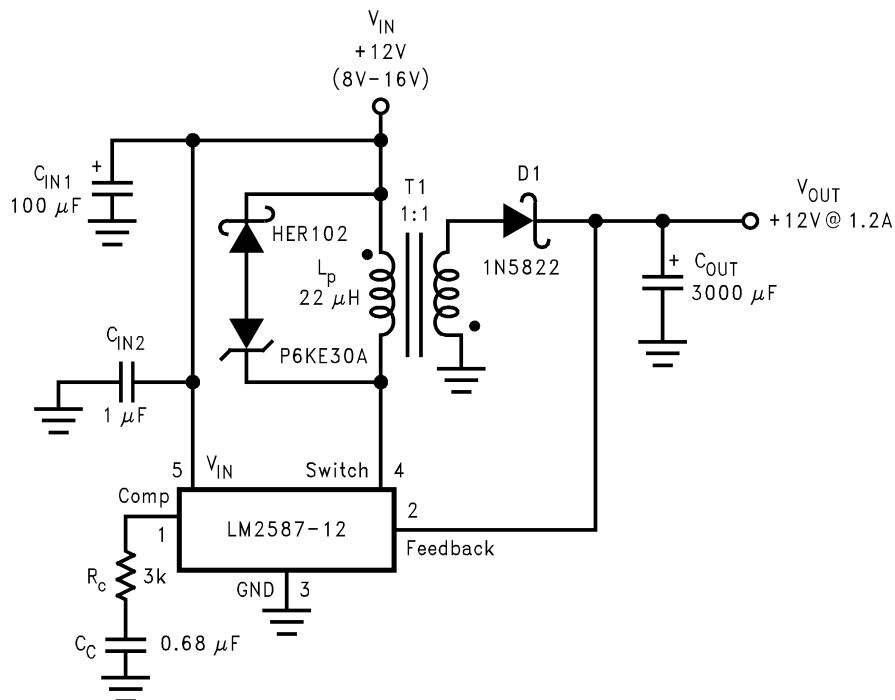 V_IN
+12V
(8V-16V)
C_IN1
+
100 μF
T1
1:1
D1
V_OUT
+12V@ 1.2A
HER102
1N5822
+
C_OUT
3000 μF
L_p
22 μH
C_IN2
P6KE30A
1 μF
5
V_IN
Switch
4
Comp
2
1
LM2587-12
Feedback
R_c
3k
GND
3
C_C
0.68 μF